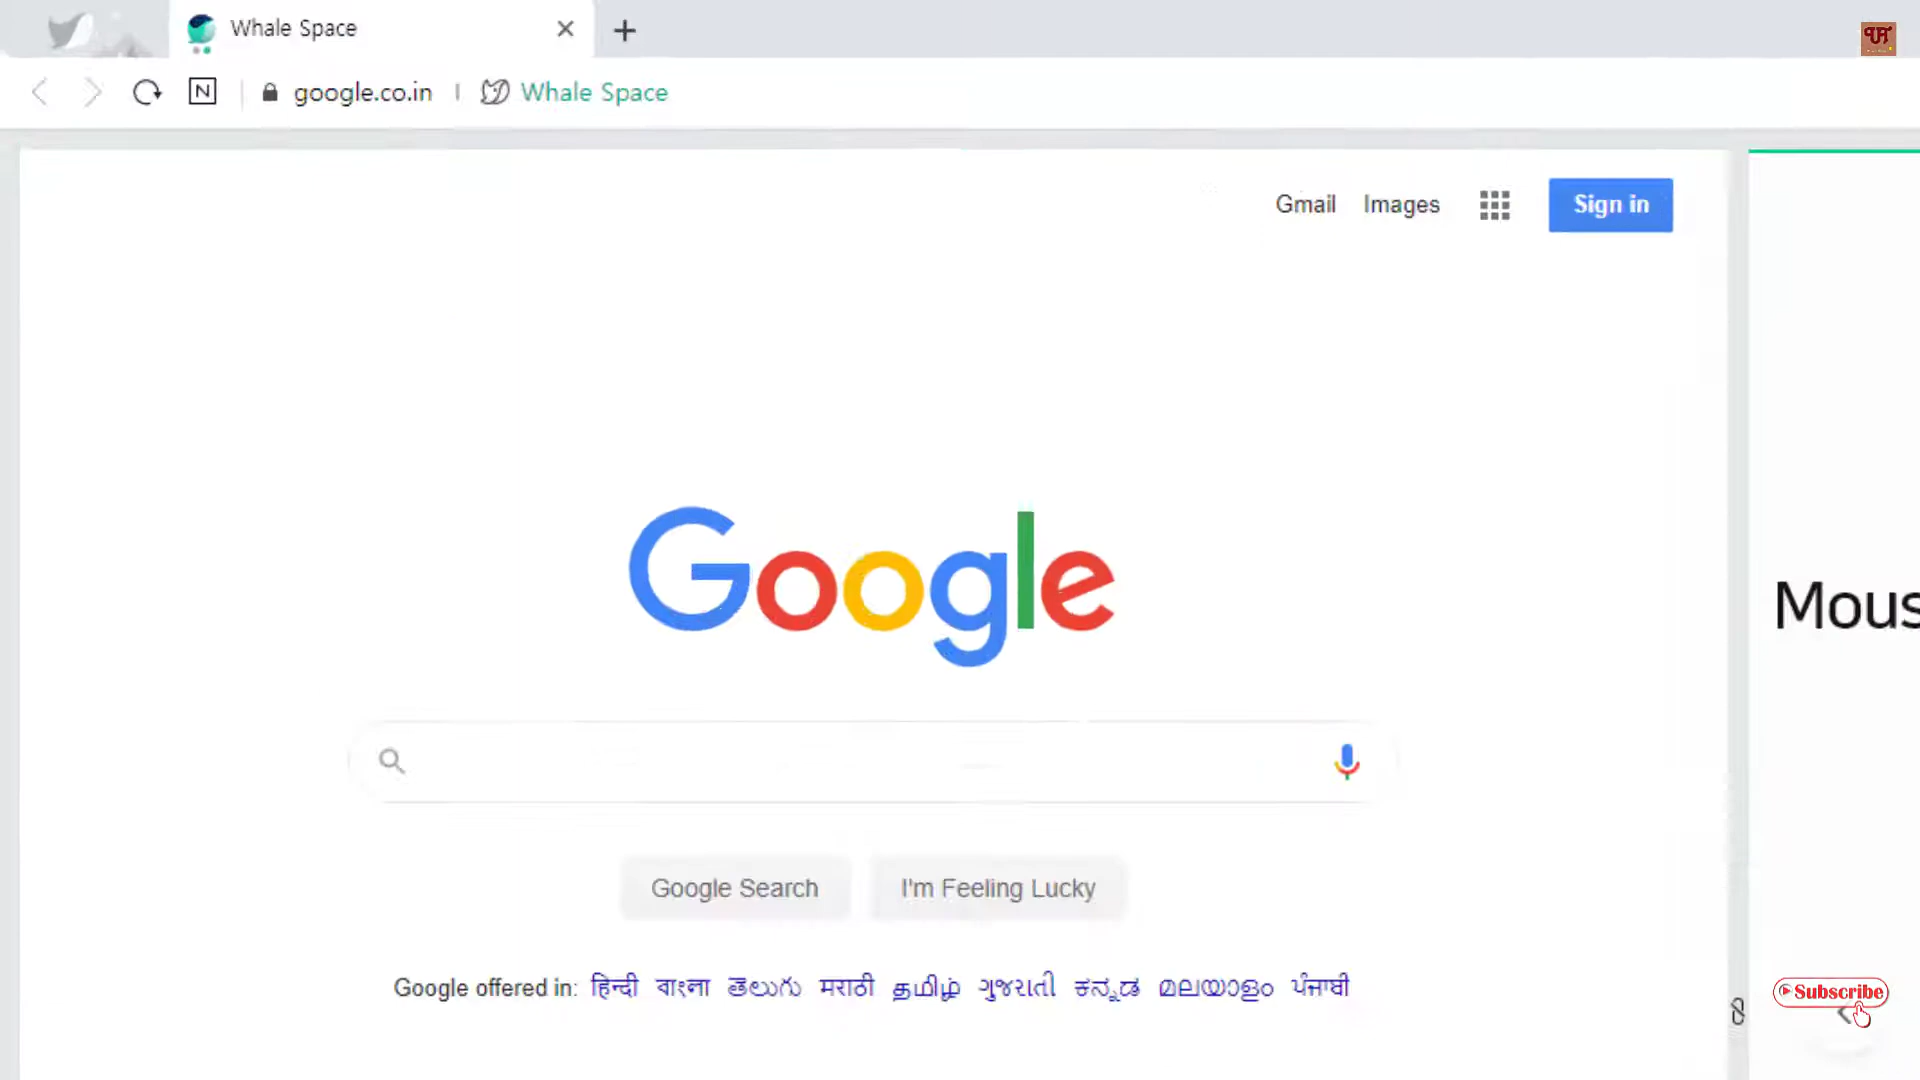 Whale Space
google.co.in | Whale Space
Gmail Images Sign in
Google
Mous
Google Search I'm Feeling Lucky
Google offered in: हिन्दी বাংলা తెలుగు मराठी தமிழ் ગુજરાતી ಕನ್ನಡ മലയാളം ਪੰਜਾਬੀ
Subscribe